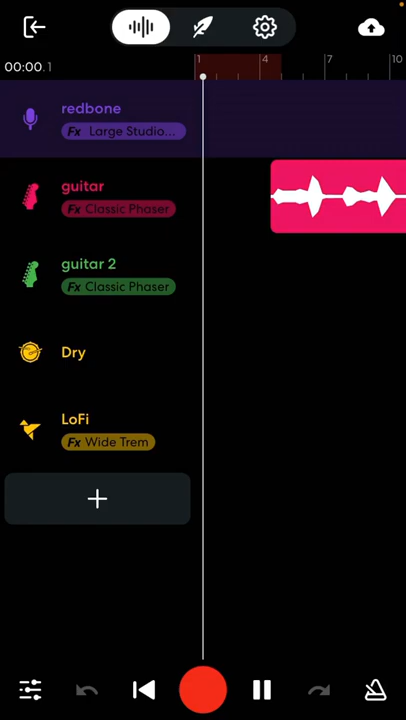 00:00.1
1 4 7 10
redbone
Fx Large Studio...
guitar
Fx Classic Phaser
guitar 2
Fx Classic Phaser
Dry
LoFi
Fx Wide Trem